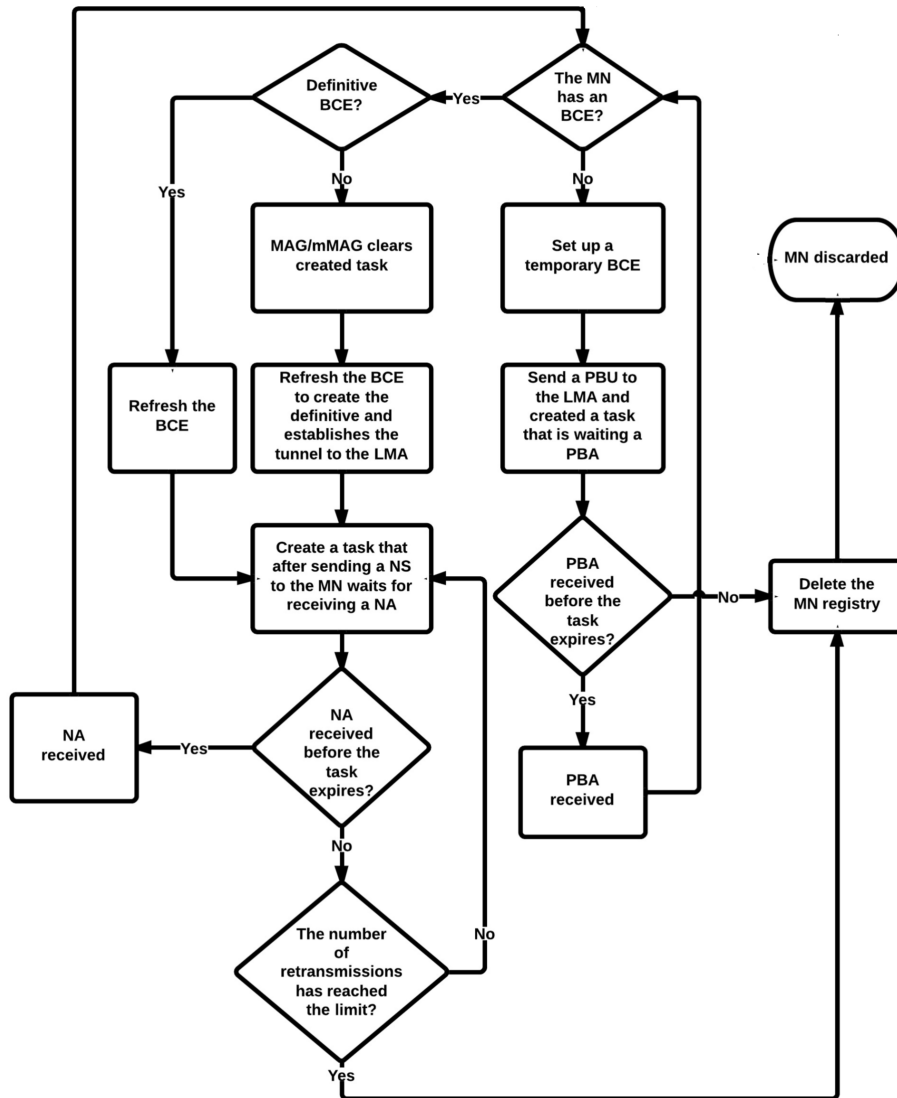 Definitive
BCE?
Yes
The MN
has an
BCE?
Yes
No
No
MAG/mMAG clears
created task
Set up a
temporary BCE
MN discarded
Refresh the
BCE
Refresh the BCE
to create the
definitive and
establishes the
tunnel to the LMA
Send a PBU to
the LMA and
created a task
that is waiting a
PBA
Create a task that
after sending a NS
to the MN waits for
receiving a NA
PBA
received
before the
task
expires?
No
Delete the
MN registry
Yes
NA
received
Yes
NA
received
before the
task
expires?
PBA
received
No
The number
of
retransmissions
has reached
the limit?
No
Yes